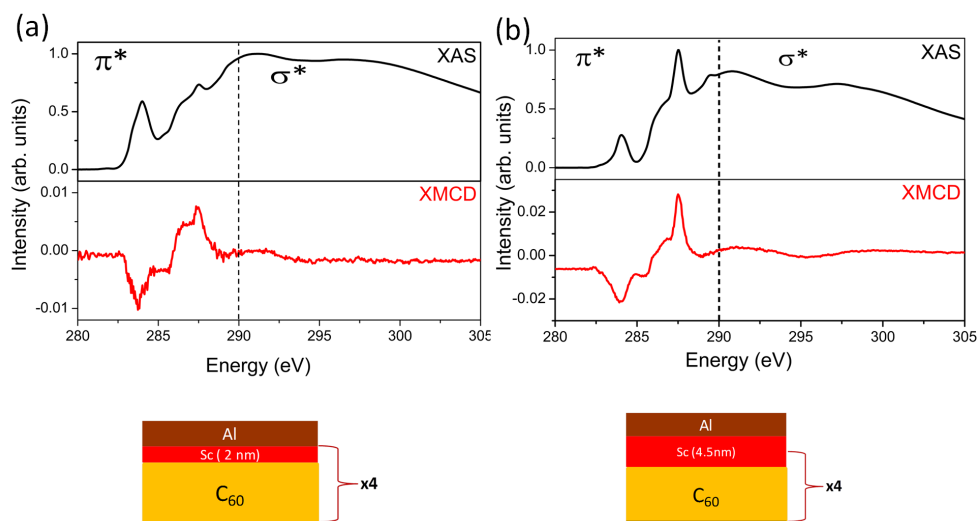 (a)
π*
XAS
σ*
1.0
0.5
0.0
XMCD
0.01
0.00
-0.01
Intensity (arb. units)
280 285 290 295 300 305
Energy (eV)
Al
Sc ( 2 nm)
C60
x4
(b)
π*
XAS
σ*
1.0
0.5
0.0
XMCD
0.02
0.00
-0.02
Intensity (arb. units)
280 285 290 295 300 305
Energy (eV)
Al
Sc (4.5nm)
C60
x4